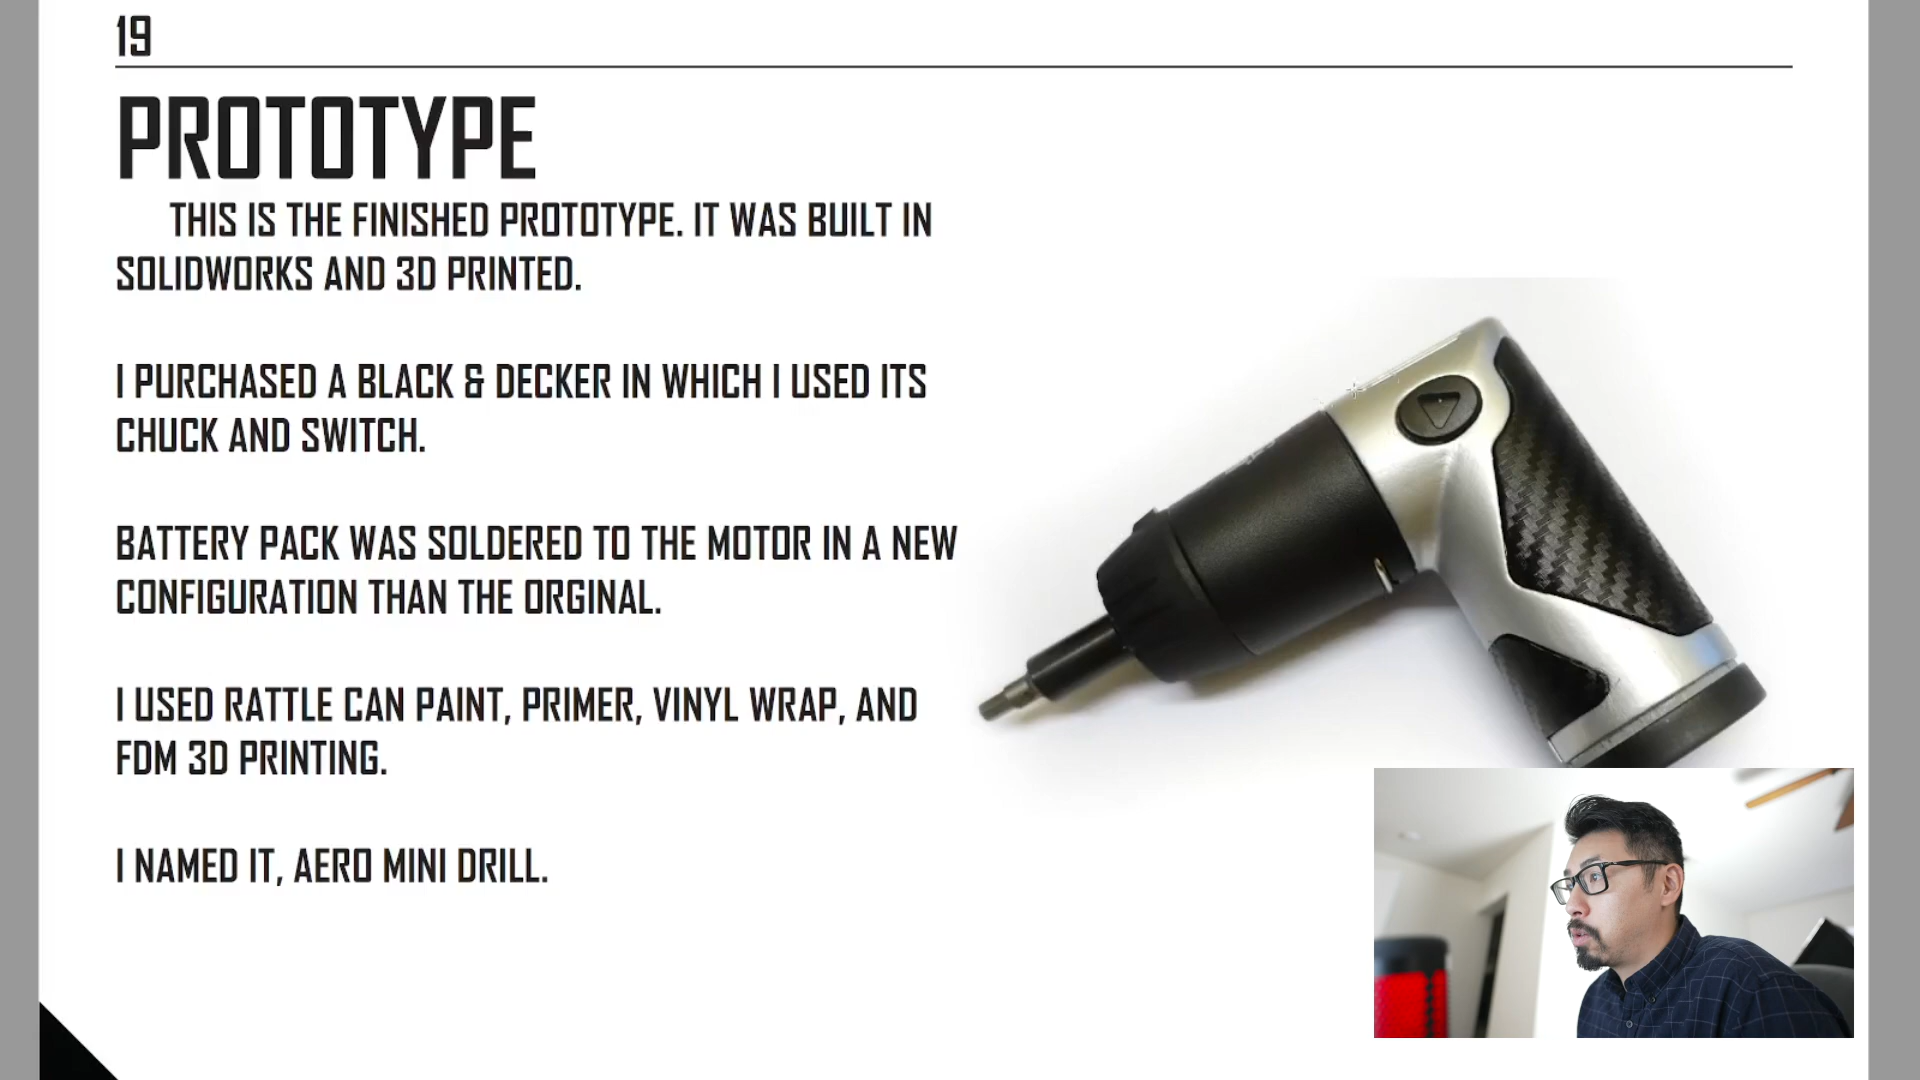 19
PROTOTYPE
THIS IS THE FINISHED PROTOTYPE. IT WAS BUILT IN
SOLIDWORKS AND 3D PRINTED.
I PURCHASED A BLACK & DECKER IN WHICH I USED ITS
CHUCK AND SWITCH.
BATTERY PACK WAS SOLDERED TO THE MOTOR IN A NEW
CONFIGURATION THAN THE ORGINAL.
I USED RATTLE CAN PAINT, PRIMER, VINYL WRAP, AND
FDM 3D PRINTING.
I NAMED IT, AERO MINI DRILL.